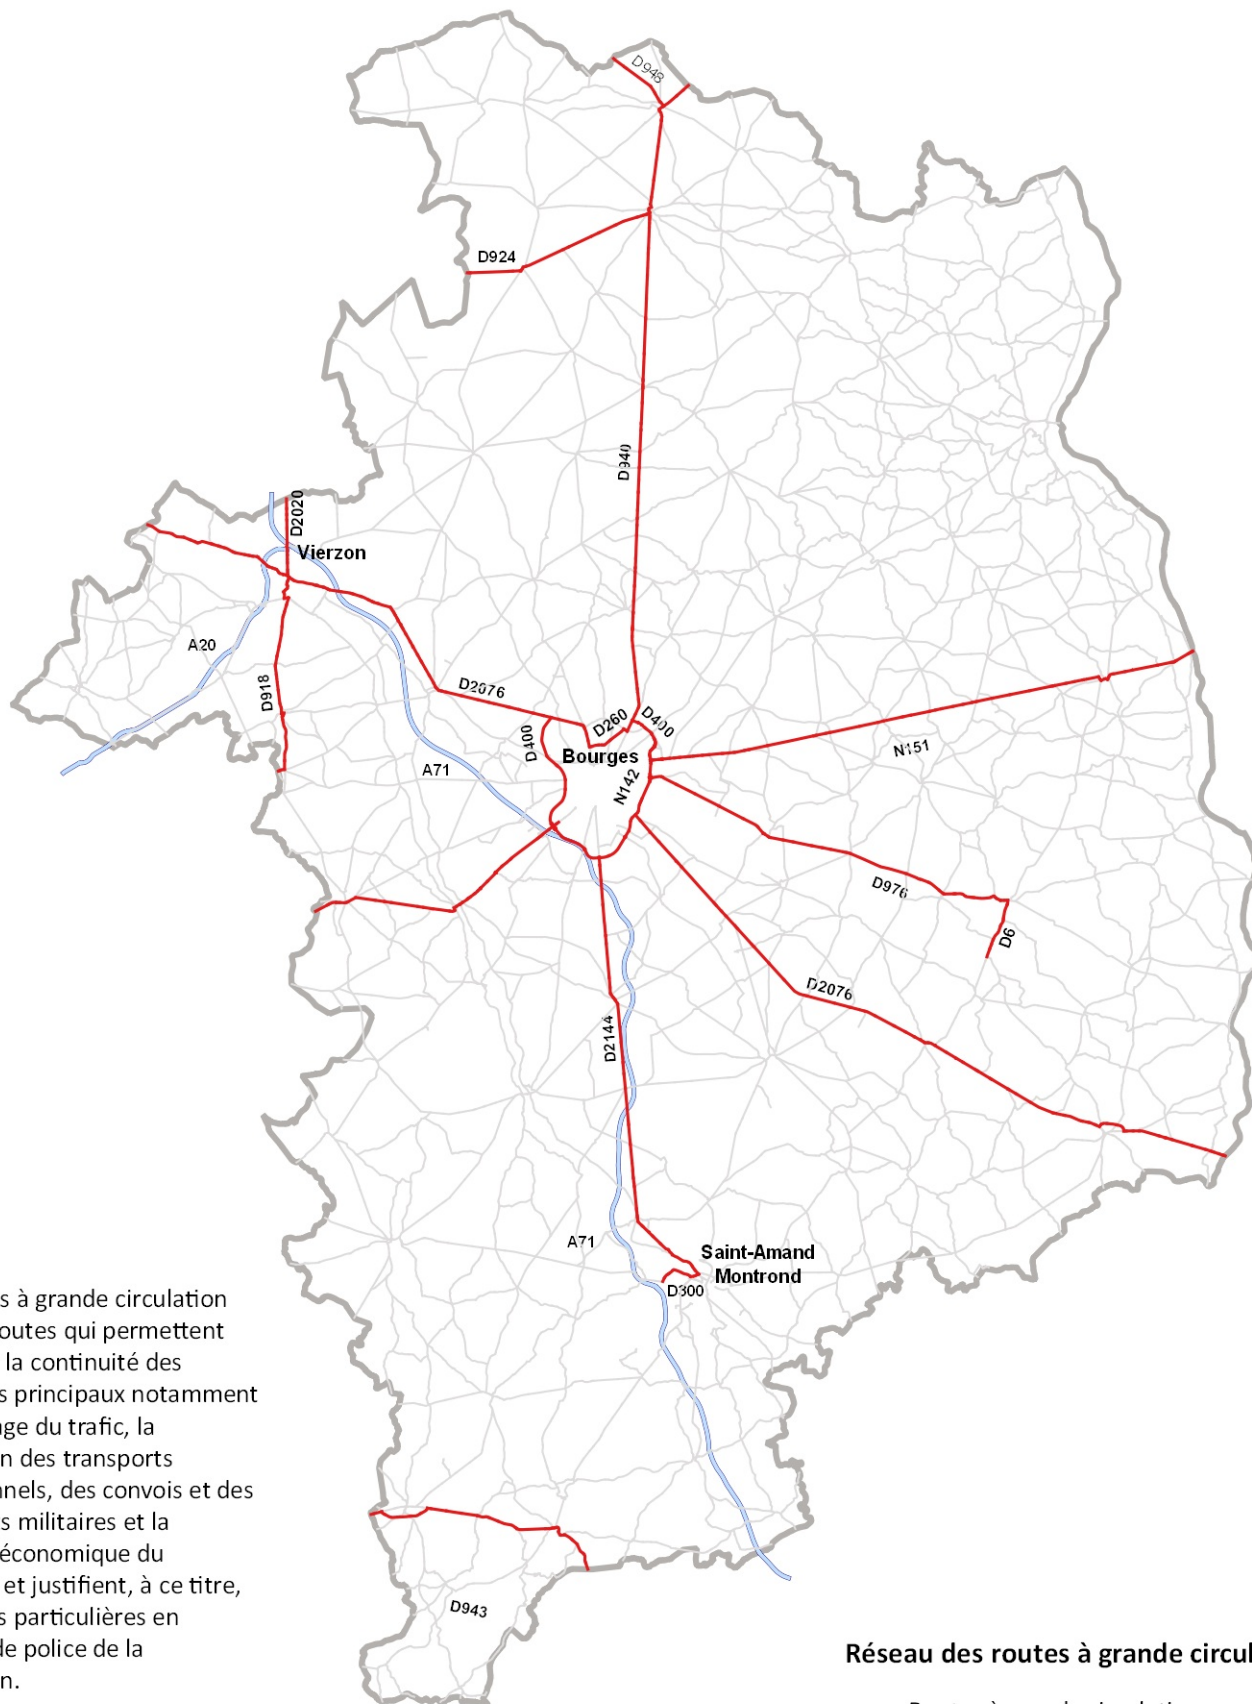 D948
D924
D940
D2020
Vierzon
A20
D918
D2076
D260
D400
D400
Bourges
N151
A71
N142
D976
D6
D2076
D2144
A71
Saint-Amand
Montrond
D300
s à grande circulation
outes qui permettent
la continuité des
s principaux notamment
ge du trafic, la
n des transports
nnels, des convois et des
s militaires et la
économique du
et justifient, à ce titre,
s particulières en
de police de la
n.
D943
Réseau des routes à grande circul